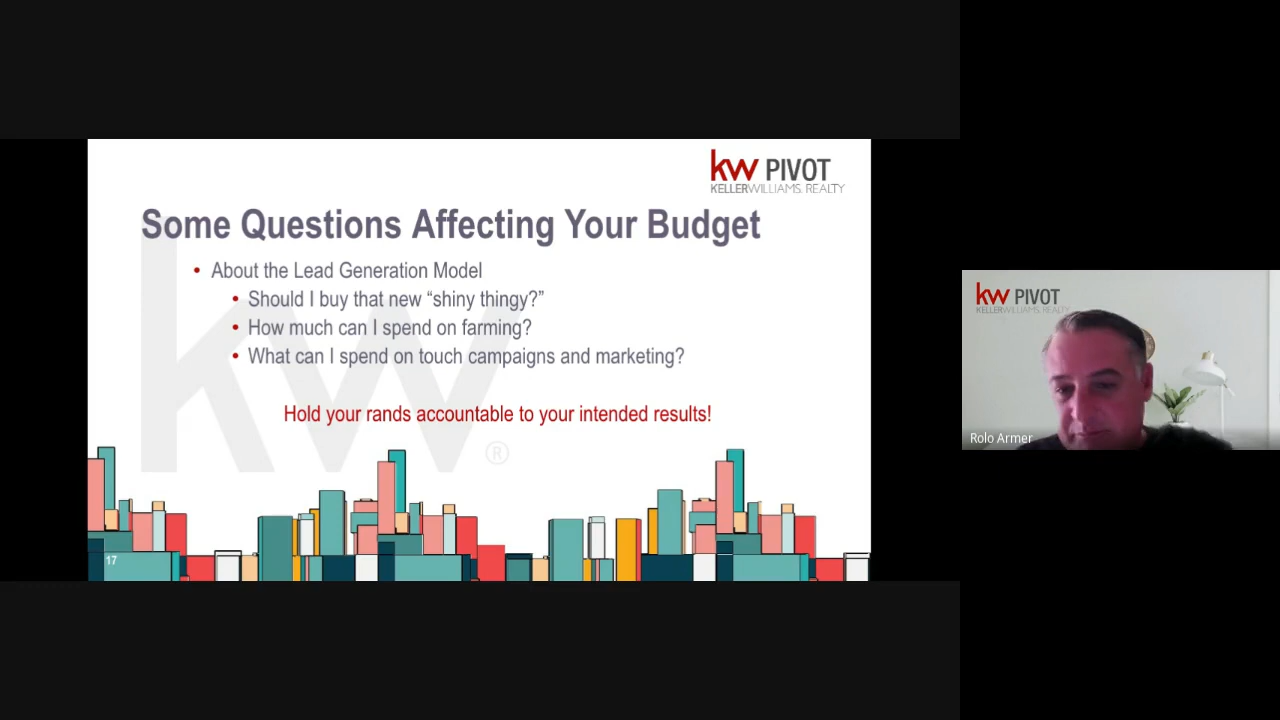 kw PIVOT
KELLERWILLIAMS. REALTY
Some Questions Affecting Your Budget
• About the Lead Generation Model
• Should I buy that new “shiny thingy?”
• How much can I spend on farming?
• What can I spend on touch campaigns and marketing?
Hold your rands accountable to your intended results!
kw
®
17
kw PIVOT
KELLERWILLIAMS. REALTY
Rolo Armer